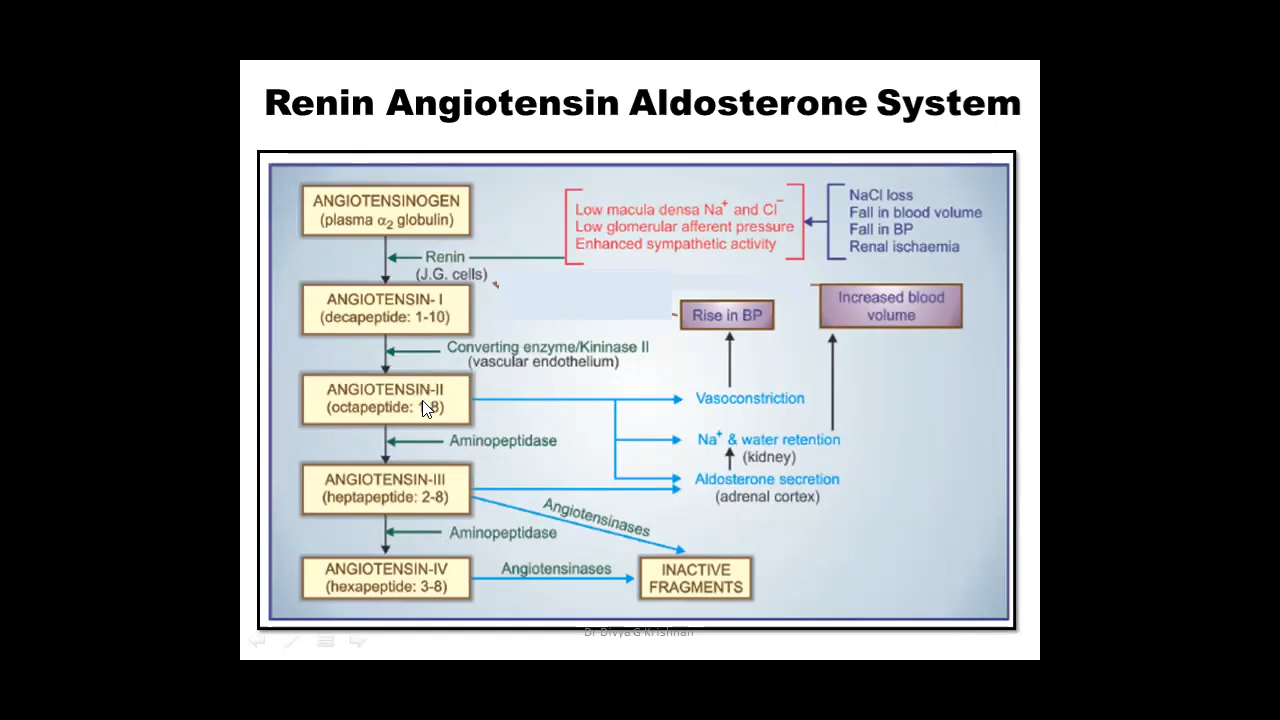 Renin Angiotensin Aldosterone System
ANGIOTENSINOGEN
(plasma α2 globulin)
Low macula densa Na+ and Cl−
Low glomerular afferent pressure
Enhanced sympathetic activity
NaCl loss
Fall in blood volume
Fall in BP
Renal ischaemia
Renin
(J.G. cells)
ANGIOTENSIN- I
(decapeptide: 1-10)
Rise in BP
Increased blood
volume
Converting enzyme/Kininase II
(vascular endothelium)
ANGIOTENSIN-II
(octapeptide: 8)
Vasoconstriction
Aminopeptidase
Na+ & water retention
(kidney)
ANGIOTENSIN-III
(heptapeptide: 2-8)
Aldosterone secretion
(adrenal cortex)
Angiotensinases
Aminopeptidase
ANGIOTENSIN-IV
(hexapeptide: 3-8)
Angiotensinases
INACTIVE
FRAGMENTS
Dr Divya G Krishnan